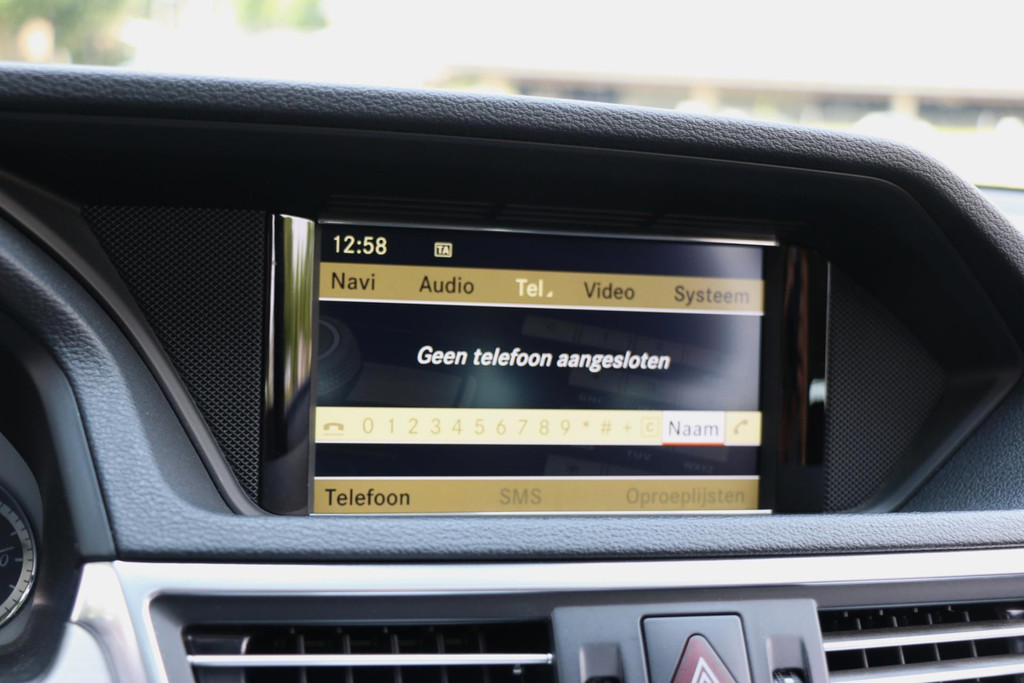 12:58 TA
Navi Audio Tel Video Systeem
Geen telefoon aangesloten
0 1 2 3 4 5 6 7 8 9 * # + C Naam
Telefoon SMS Oproeplijsten